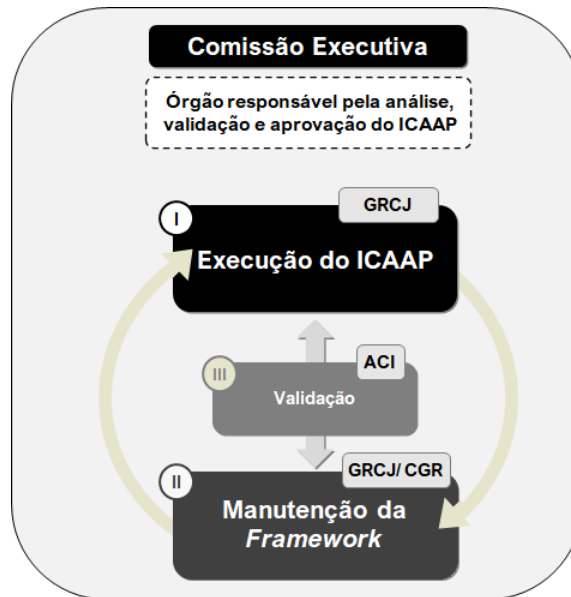 Comissão Executiva
Órgão responsável pela análise,
validação e aprovação do ICAAP
GRCJ
I
Execução do ICAAP
ACI
III
Validação
GRCJ/ CGR
II
Manutenção da
Framework